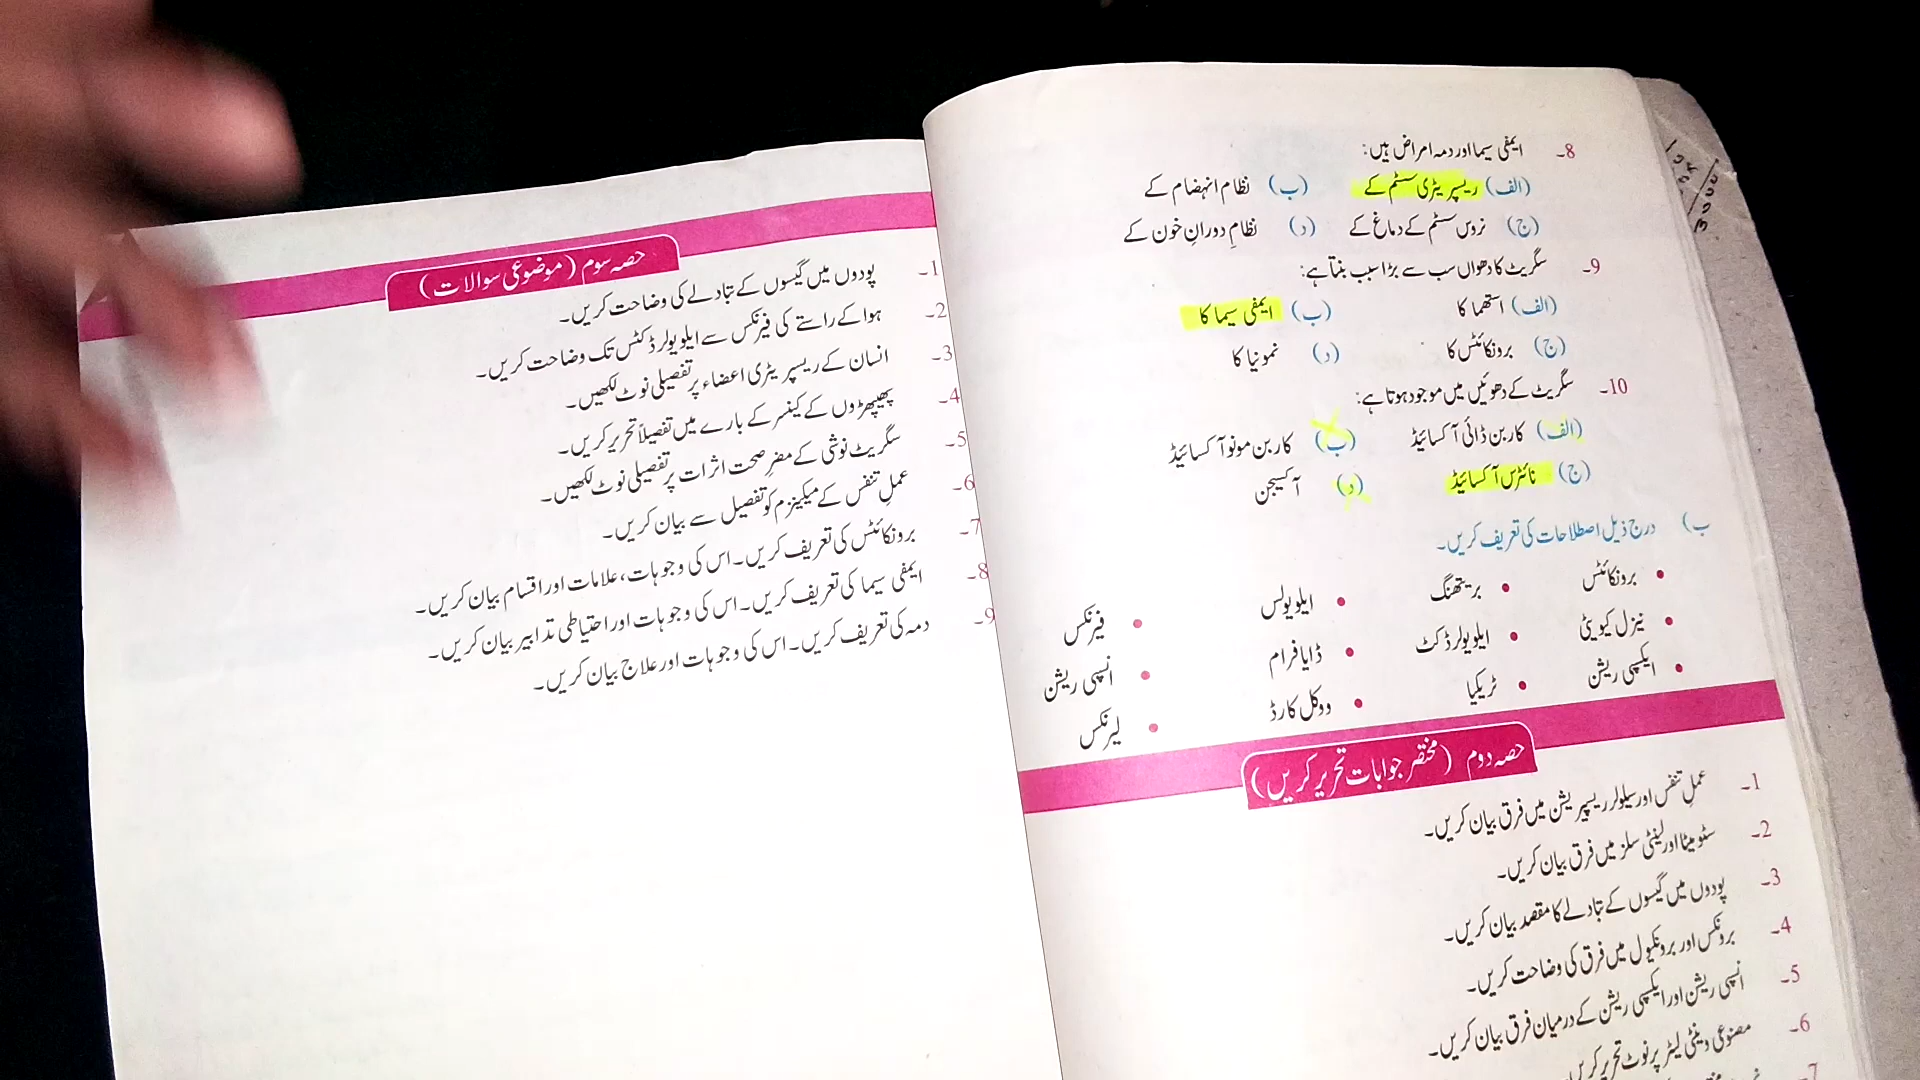 8۔ ایمفی سیما اور دمہ امراض ہیں:
(الف) ریسپریٹری سسٹم کے (ب) نظام انہضام کے
(ج) نروس سسٹم کے دماغ کے (د) نظامِ دورانِ خون کے
9۔ سگریٹ کا دھواں سب سے بڑا سبب بنتا ہے:
(الف) استھما کا (ب) ایمفی سیما کا
(ج) برونکائٹس کا (د) نمونیا کا
10۔ سگریٹ کے دھوئیں میں موجود ہوتا ہے:
(الف) کاربن ڈائی آکسائیڈ (ب) کاربن مونو آکسائیڈ
(ج) نائٹرس آکسائیڈ (د) آکسیجن
ب) درج ذیل اصطلاحات کی تعریف کریں۔
• برونکائٹس • بریتھنگ • ایلویولس • فیرنکس
• نیزل کیویٹی • ایلویولر ڈکٹ • ڈایافرام • انسپی ریشن
• ایکسپی ریشن • ٹریکیا • ووکل کارڈ • لیرنکس
حصہ دوم (مختصر جوابات تحریر کریں)
1۔ عملِ تنفس اور سیلولر ریسپریشن میں فرق بیان کریں۔
2۔ سٹومیٹا اور لینٹی سلز میں فرق بیان کریں۔
3۔ پودوں میں گیسوں کے تبادلے کا مقصد بیان کریں۔
4۔ برونکس اور برونکیول میں فرق کی وضاحت کریں۔
5۔ انسپی ریشن اور ایکسپی ریشن کے درمیان فرق بیان کریں۔
6۔ مصنوعی وینٹی لیٹر پر نوٹ تحریر کریں
7۔
حصہ سوم (موضوعی سوالات)
1۔ پودوں میں گیسوں کے تبادلے کی وضاحت کریں۔
2۔ ہوا کے راستے کی فیرنکس سے ایلویولر ڈکٹس تک وضاحت کریں۔
3۔ انسان کے ریسپریٹری اعضاء پر تفصیلی نوٹ لکھیں۔
4۔ پھیپھڑوں کے کینسر کے بارے میں تفصیلاً تحریر کریں۔
5۔ سگریٹ نوشی کے مضرِ صحت اثرات پر تفصیلی نوٹ لکھیں۔
6۔ عملِ تنفس کے میکینزم کو تفصیل سے بیان کریں۔
7۔ برونکائٹس کی تعریف کریں۔ اس کی وجوہات، علامات اور اقسام بیان کریں۔
8۔ ایمفی سیما کی تعریف کریں۔ اس کی وجوہات اور احتیاطی تدابیر بیان کریں۔
9۔ دمہ کی تعریف کریں۔ اس کی وجوہات اور علاج بیان کریں۔